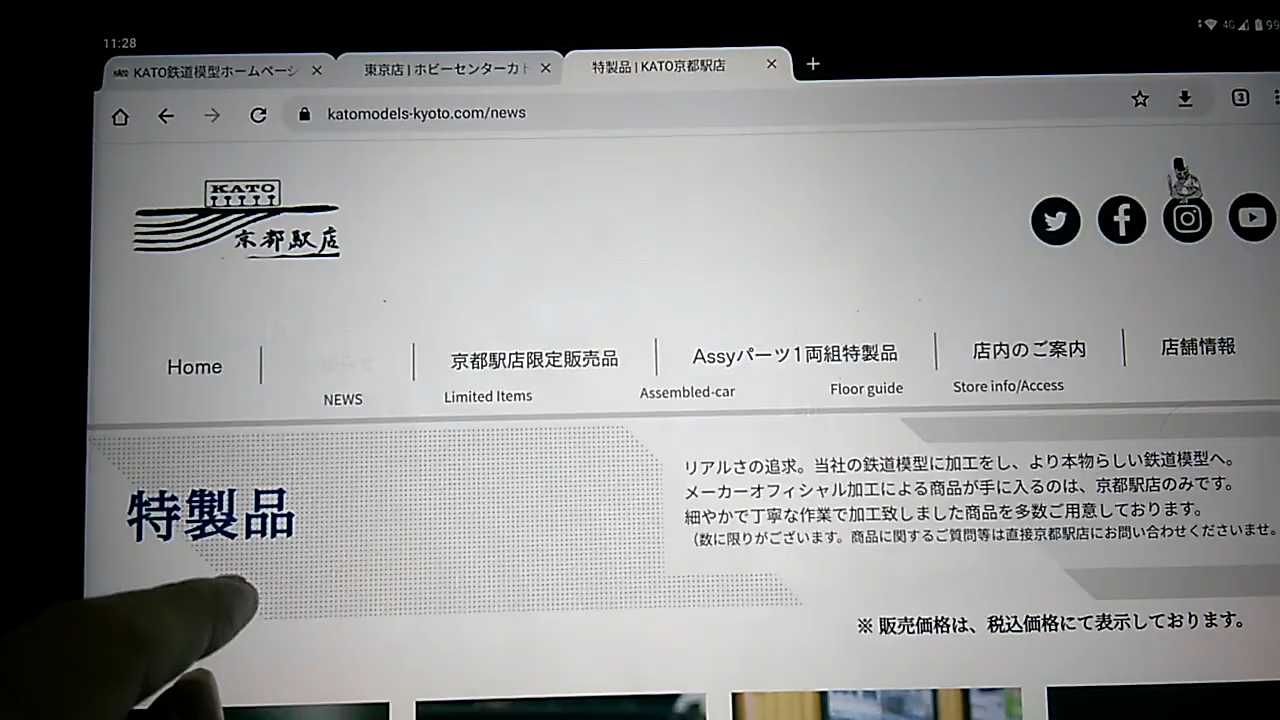 11:28
4G 99
KATO鉄道模型ホームページ
東京店 | ホビーセンターカト
特製品 | KATO京都駅店
katomodels-kyoto.com/news
3
KATO
京都駅店
Home
京都駅店限定販売品
Assyパーツ1両組特製品
店内のご案内
店舗情報
NEWS
Limited Items
Assembled-car
Floor guide
Store info/Access
特製品
リアルさの追求。当社の鉄道模型に加工をし、より本物らしい鉄道模型へ。
メーカーオフィシャル加工による商品が手に入るのは、京都駅店のみです。
細やかで丁寧な作業で加工致しました商品を多数ご用意しております。
（数に限りがございます。商品に関するご質問等は直接京都駅店にお問い合わせくださいませ。
※ 販売価格は、税込価格にて表示しております。